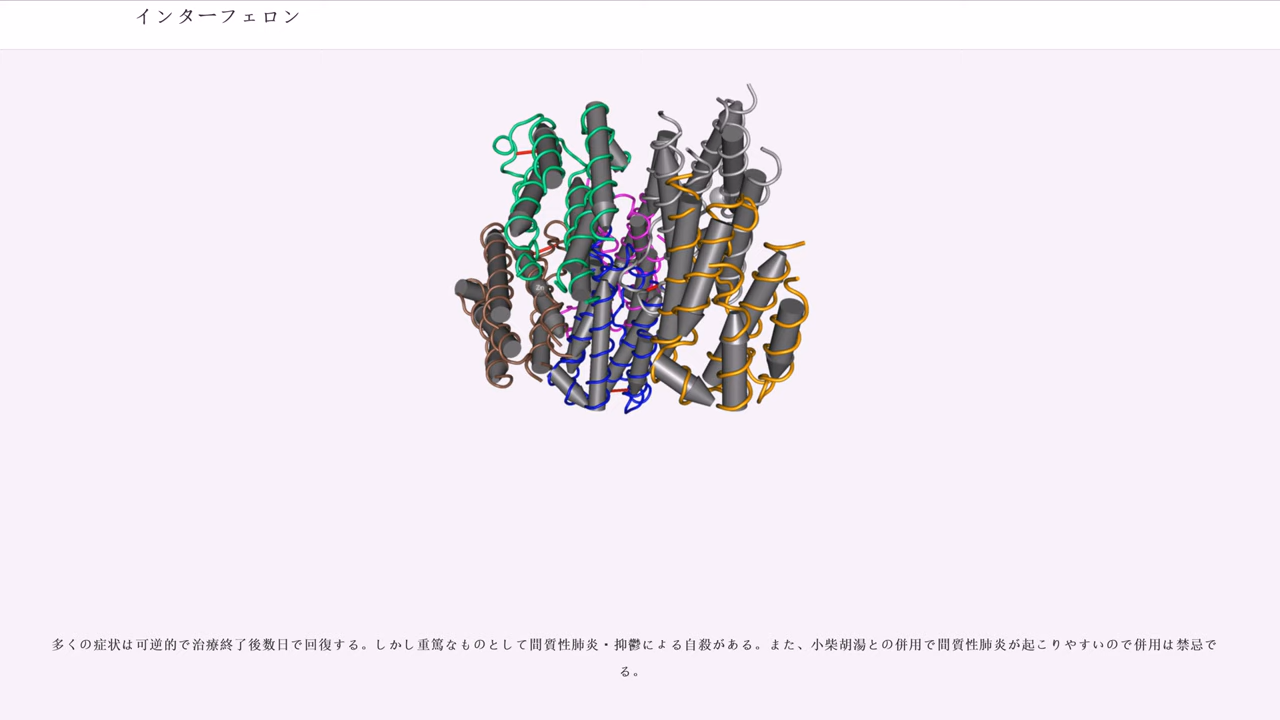 インターフェロン
Zn
多くの症状は可逆的で治療終了後数日で回復する。しかし重篤なものとして間質性肺炎・抑鬱による自殺がある。また、小柴胡湯との併用で間質性肺炎が起こりやすいので併用は禁忌で
る。